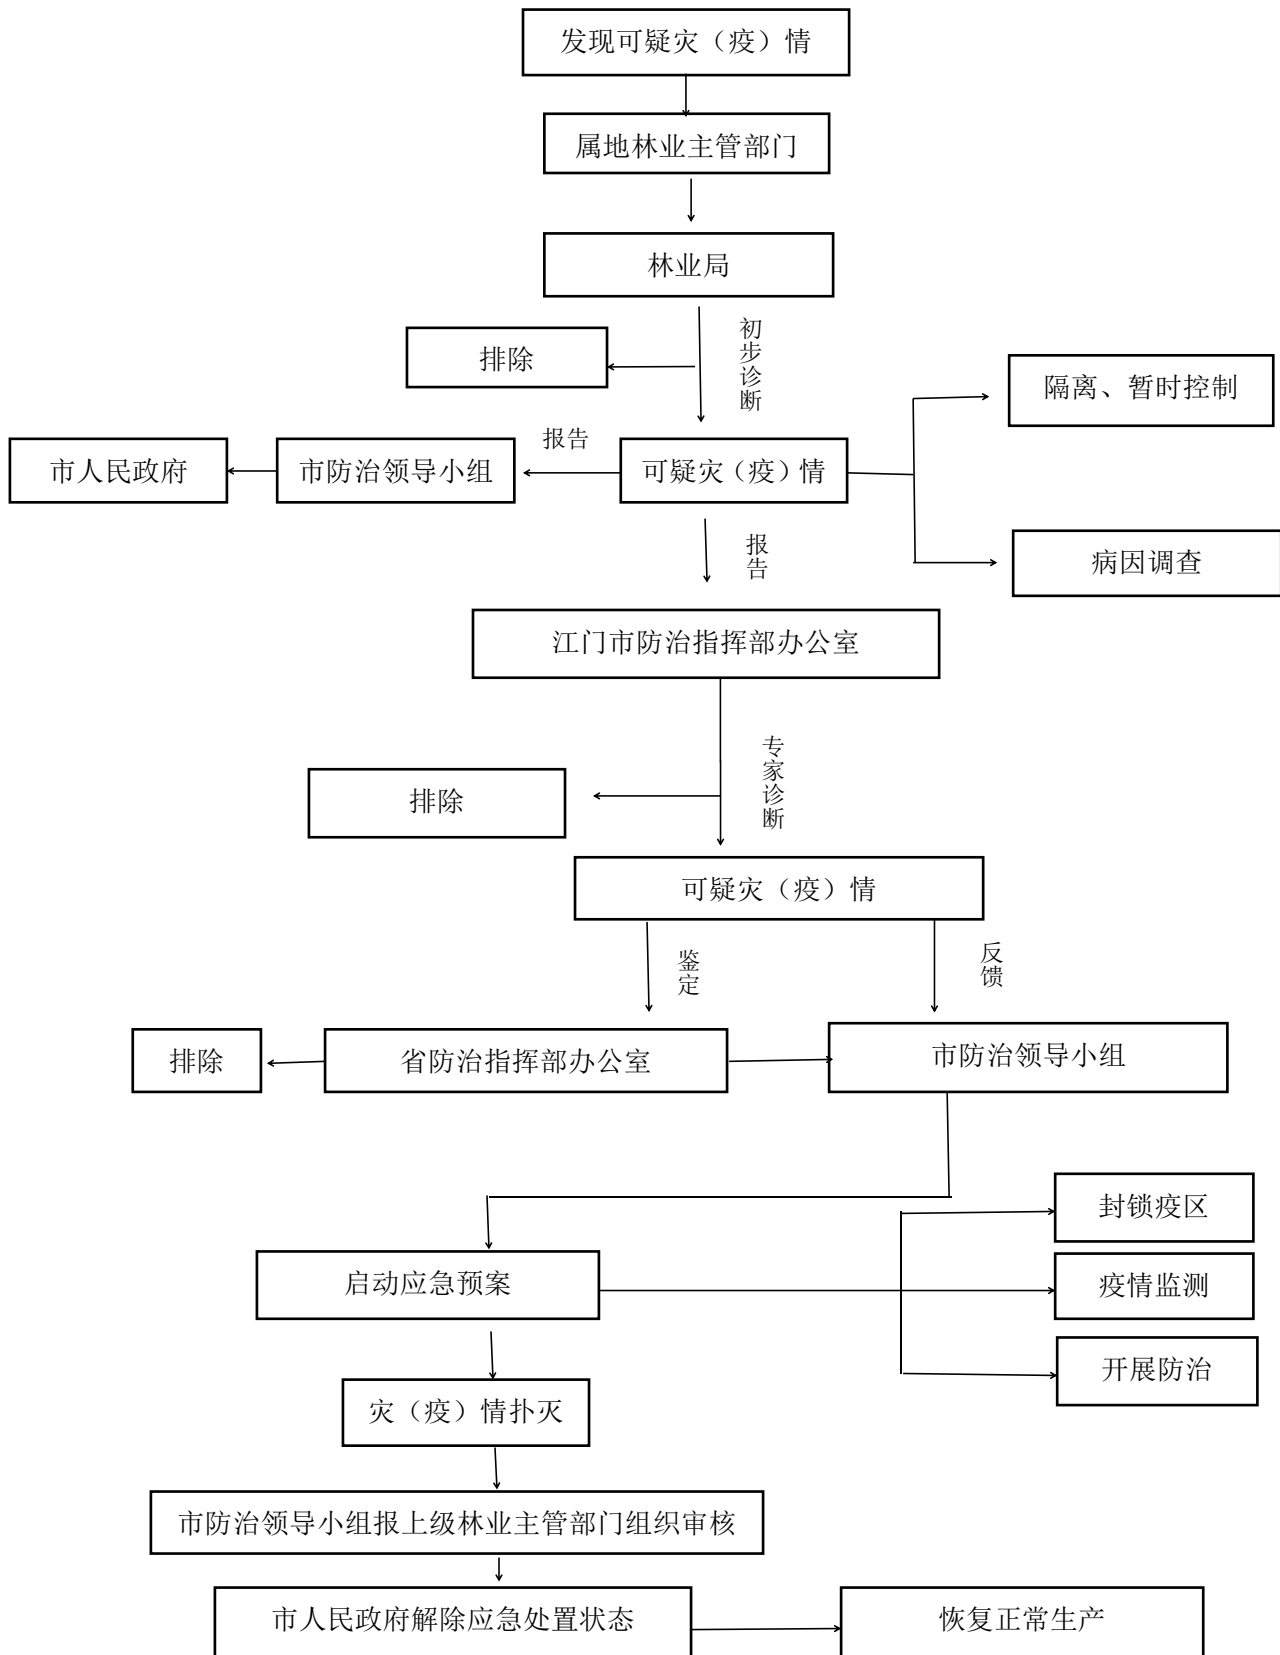 发现可疑灾（疫）情
属地林业主管部门
林业局
初步诊断
排除
隔离、暂时控制
报告
市人民政府
市防治领导小组
可疑灾（疫）情
报告
病因调查
江门市防治指挥部办公室
专家诊断
排除
可疑灾（疫）情
鉴定
反馈
排除
省防治指挥部办公室
市防治领导小组
封锁疫区
启动应急预案
疫情监测
开展防治
灾（疫）情扑灭
市防治领导小组报上级林业主管部门组织审核
市人民政府解除应急处置状态
恢复正常生产